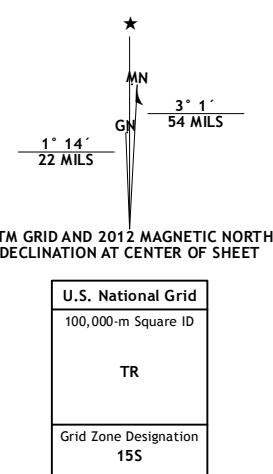 ★
MN
3° 1´
54 MILS
GN
1° 14´
22 MILS
TM GRID AND 2012 MAGNETIC NORTH
DECLINATION AT CENTER OF SHEET
U.S. National Grid
100,000-m Square ID
TR
Grid Zone Designation
15S